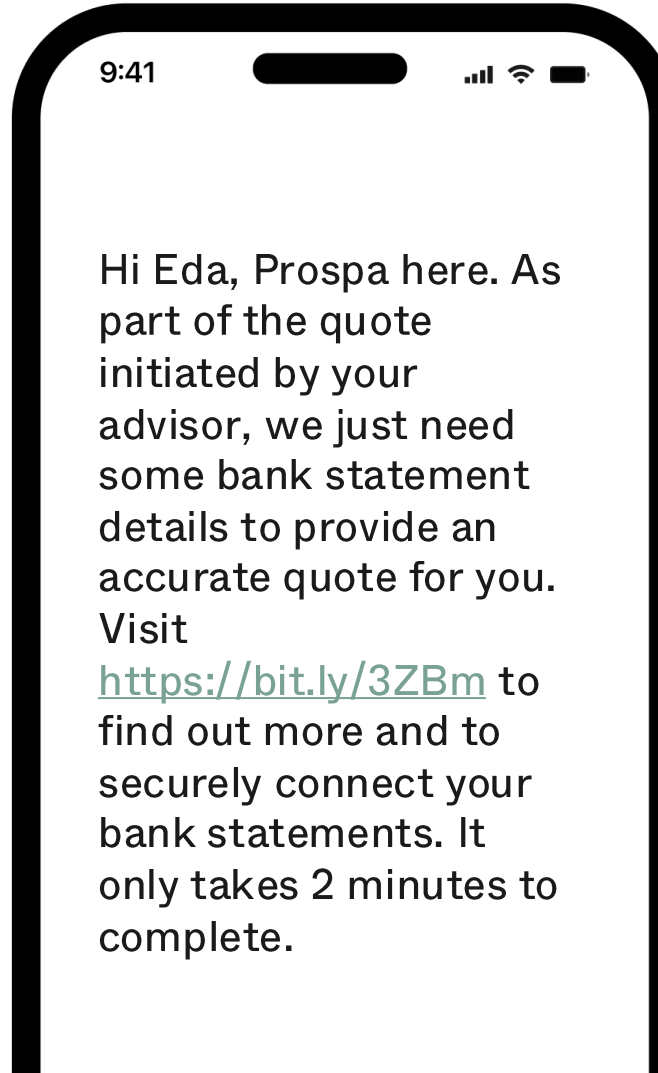 9:41
Hi Eda, Prospa here. As
part of the quote
initiated by your
advisor, we just need
some bank statement
details to provide an
accurate quote for you.
Visit
https://bit.ly/3ZBm to
find out more and to
securely connect your
bank statements. It
only takes 2 minutes to
complete.